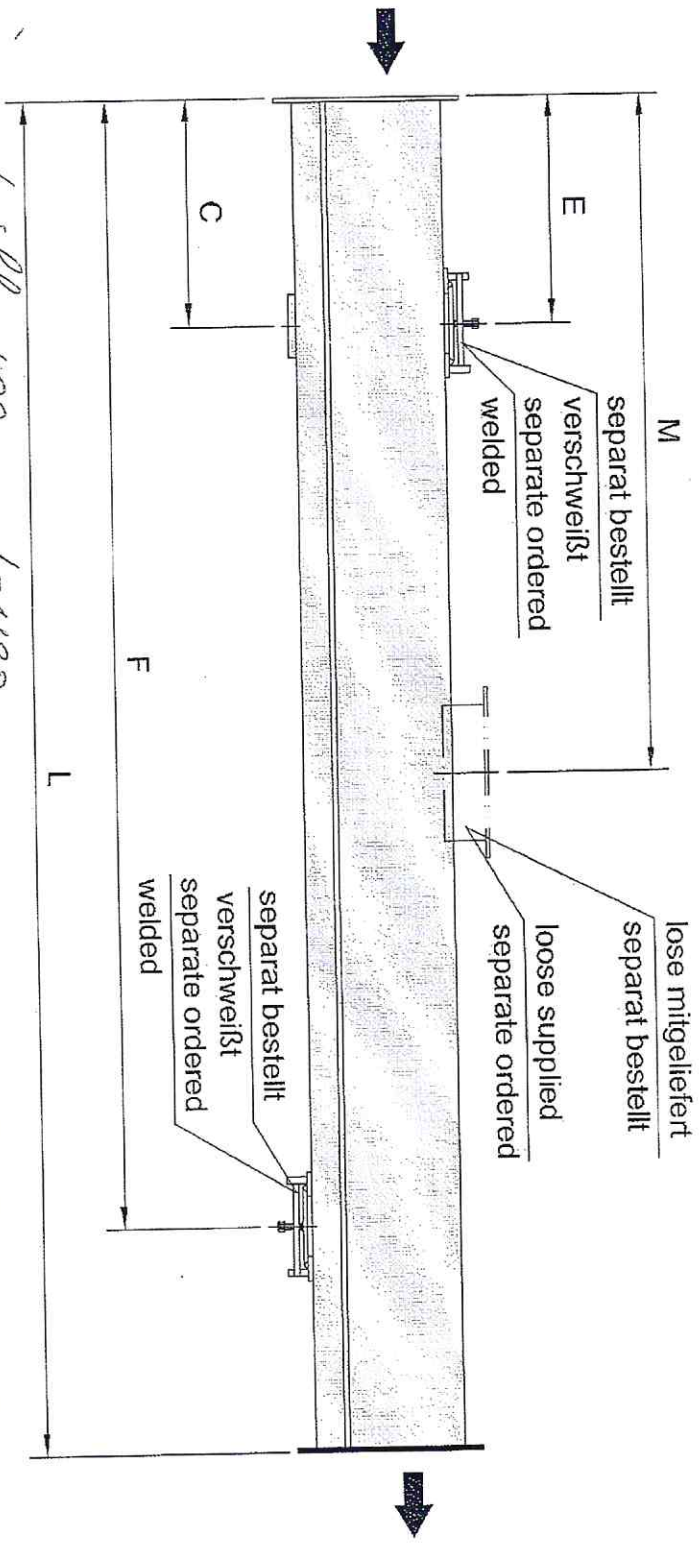 M
lose mitgeliefert
separat bestellt
loose supplied
separate ordered
E
separat bestellt
verschweißt
separate ordered
welded
C
separat bestellt
verschweißt
separate ordered
welded
F
L